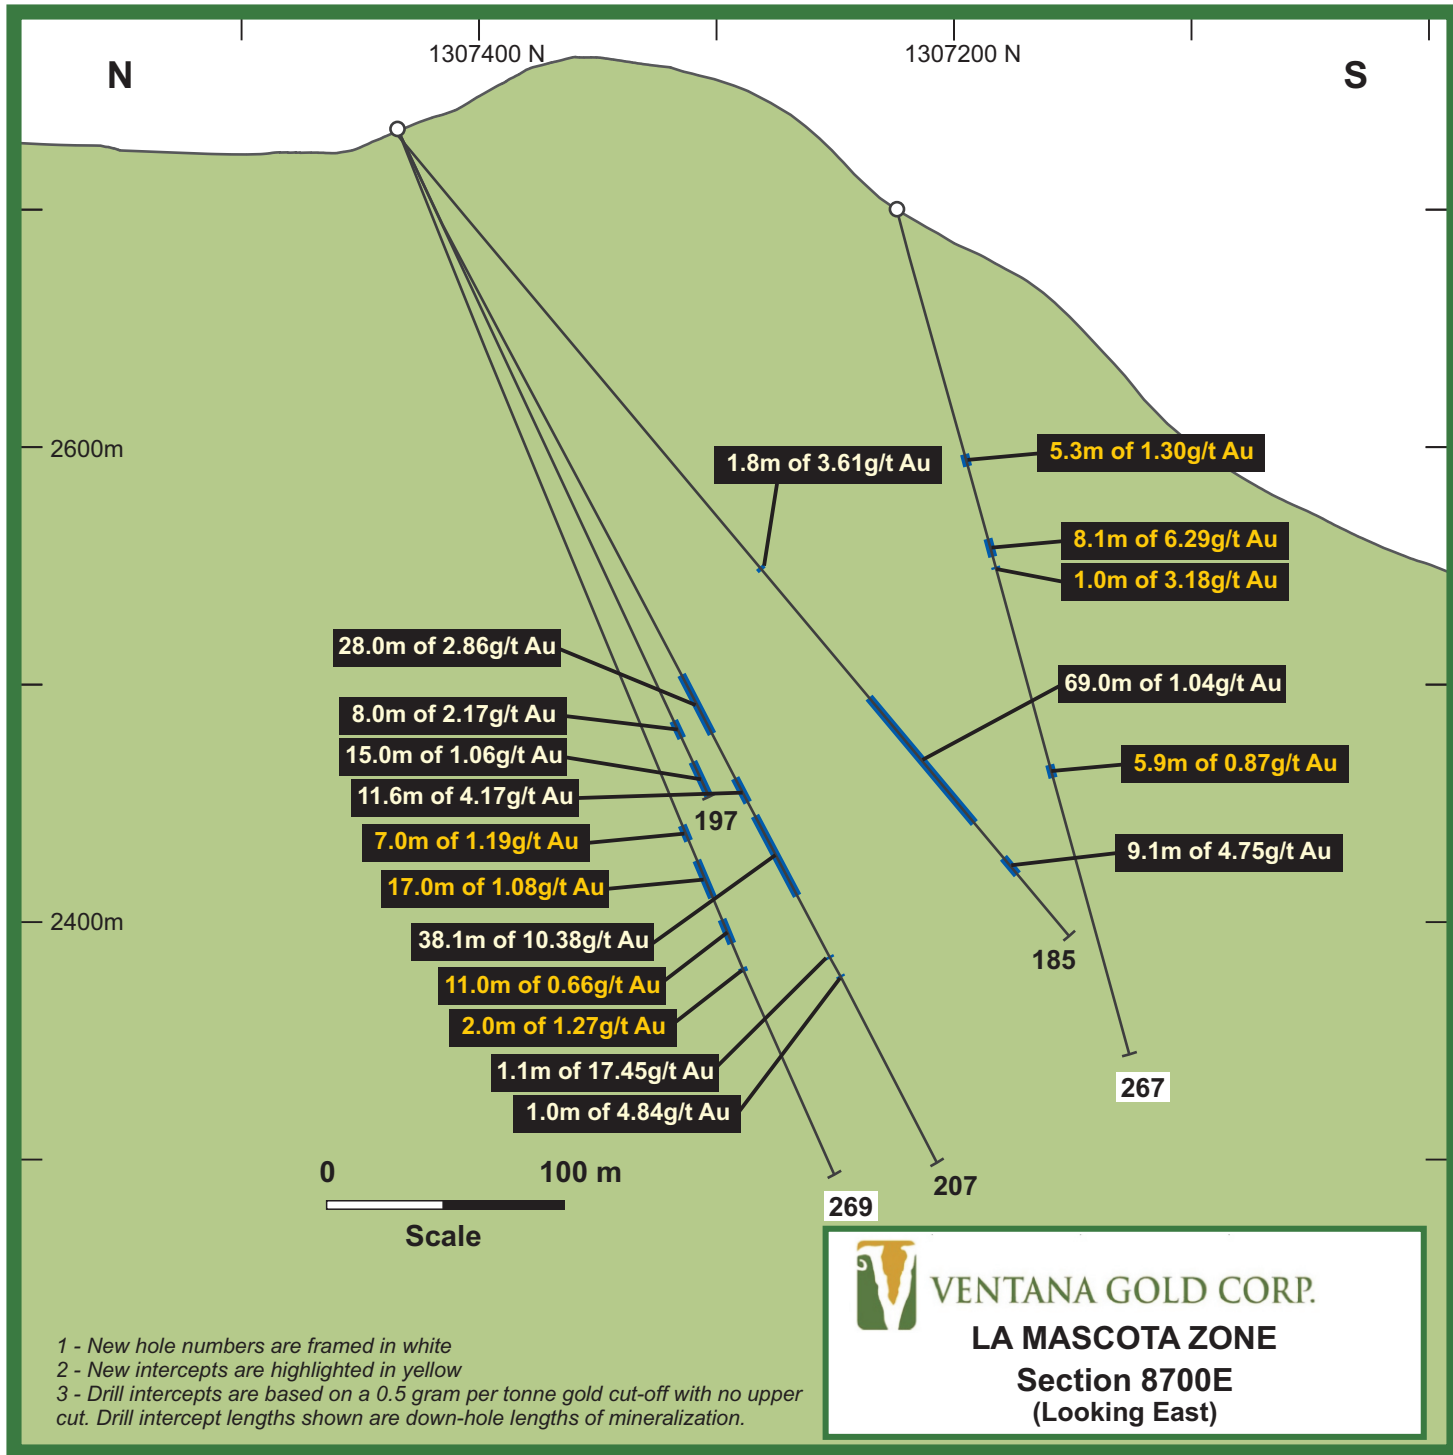 1307400 N
1307200 N
N
S
2600m
1.8m of 3.61g/t Au
5.3m of 1.30g/t Au
8.1m of 6.29g/t Au
1.0m of 3.18g/t Au
28.0m of 2.86g/t Au
69.0m of 1.04g/t Au
8.0m of 2.17g/t Au
15.0m of 1.06g/t Au
5.9m of 0.87g/t Au
11.6m of 4.17g/t Au
197
7.0m of 1.19g/t Au
9.1m of 4.75g/t Au
17.0m of 1.08g/t Au
2400m
38.1m of 10.38g/t Au
185
11.0m of 0.66g/t Au
2.0m of 1.27g/t Au
1.1m of 17.45g/t Au
267
1.0m of 4.84g/t Au
0 100 m
207
269
Scale
VENTANA GOLD CORP.
LA MASCOTA ZONE
Section 8700E
(Looking East)
1 - New hole numbers are framed in white
2 - New intercepts are highlighted in yellow
3 - Drill intercepts are based on a 0.5 gram per tonne gold cut-off with no upper
cut. Drill intercept lengths shown are down-hole lengths of mineralization.